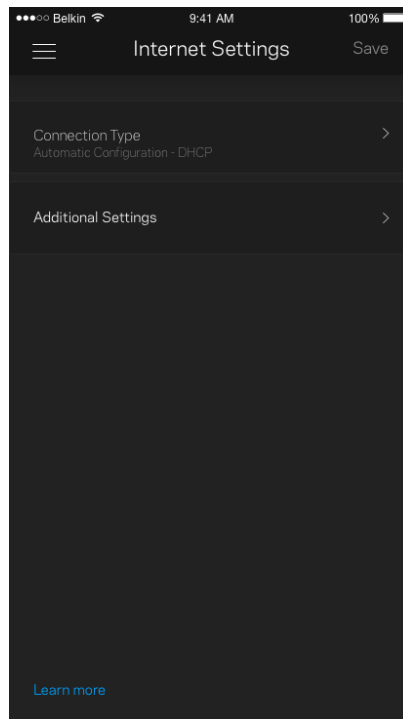 Belkin 9:41 AM 100%
Internet Settings Save
Connection Type
Automatic Configuration - DHCP
Additional Settings
Learn more